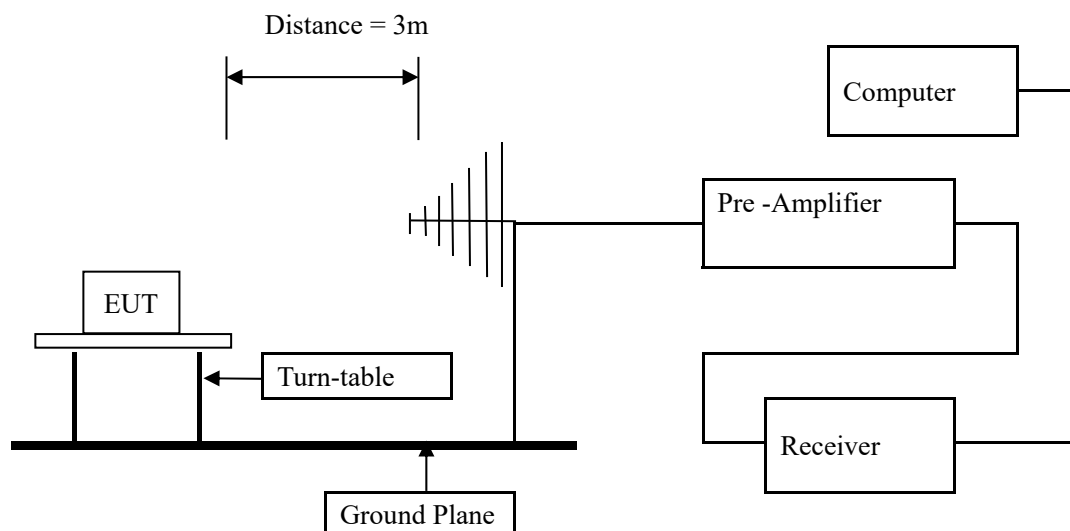 Distance = 3m
Computer
Pre -Amplifier
EUT
Turn-table
Receiver
Ground Plane